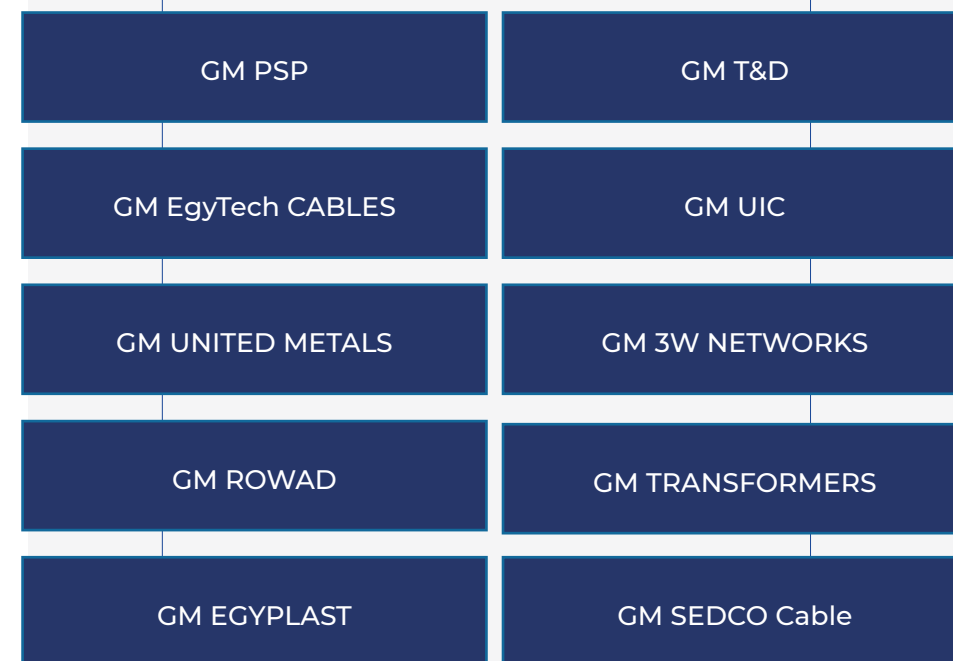 GM PSP
GM T&D
GM EgyTech CABLES
GM UIC
GM UNITED METALS
GM 3W NETWORKS
GM ROWAD
GM TRANSFORMERS
GM EGYPLAST
GM SEDCO Cable